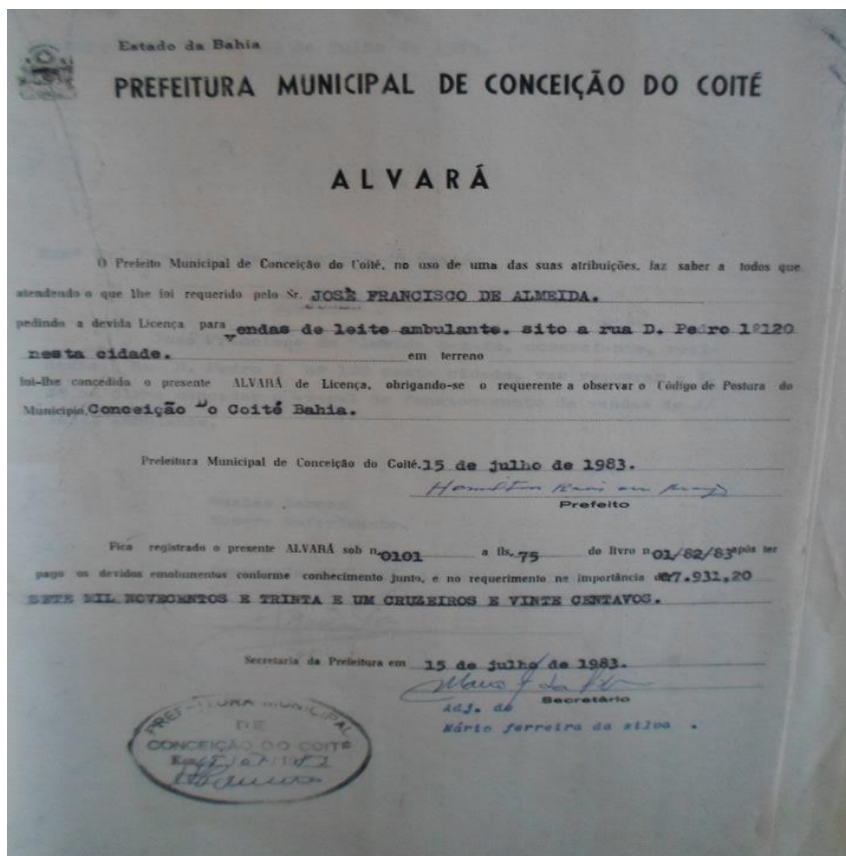 Estado da Bahia
PREFEITURA MUNICIPAL DE CONCEIÇÃO DO COITÉ
ALVARÁ
O Prefeito Municipal de Conceição do Coité, no uso de uma das suas atribuições, faz saber a todos que
atendendo o que lhe foi requerido pelo Sr. JOSÈ FRANCISCO DE ALMEIDA.
pedindo a devida Licença para vendas de leite ambulante. sito a rua D. Pedro 1º120
nesta cidade. em terreno
foi-lhe concedido o presente ALVARÁ de Licença, obrigando-se o requerente a observar o Código de Postura do
Município, Conceição Do Coité Bahia.
Prefeitura Municipal de Conceição do Coité, 15 de julho de 1983.
Prefeito
Fica registrado o presente ALVARÁ sob n. 0101 a fls. 75 do livro n 01/82/83 após ter
pago os devidos emolumentos conforme conhecimento junto, e no requerimento na importância de 7.931,20
SETE MIL NOVECENTOS E TRINTA E UM CRUZEIROS E VINTE CENTAVOS.
Secretaria da Prefeitura em 15 de julho de 1983.
Secretário
Adj. de
Mário ferreira da silva .
PREFEITURA MUNICIPAL
DE
CONCEIÇÃO DO COITÉ